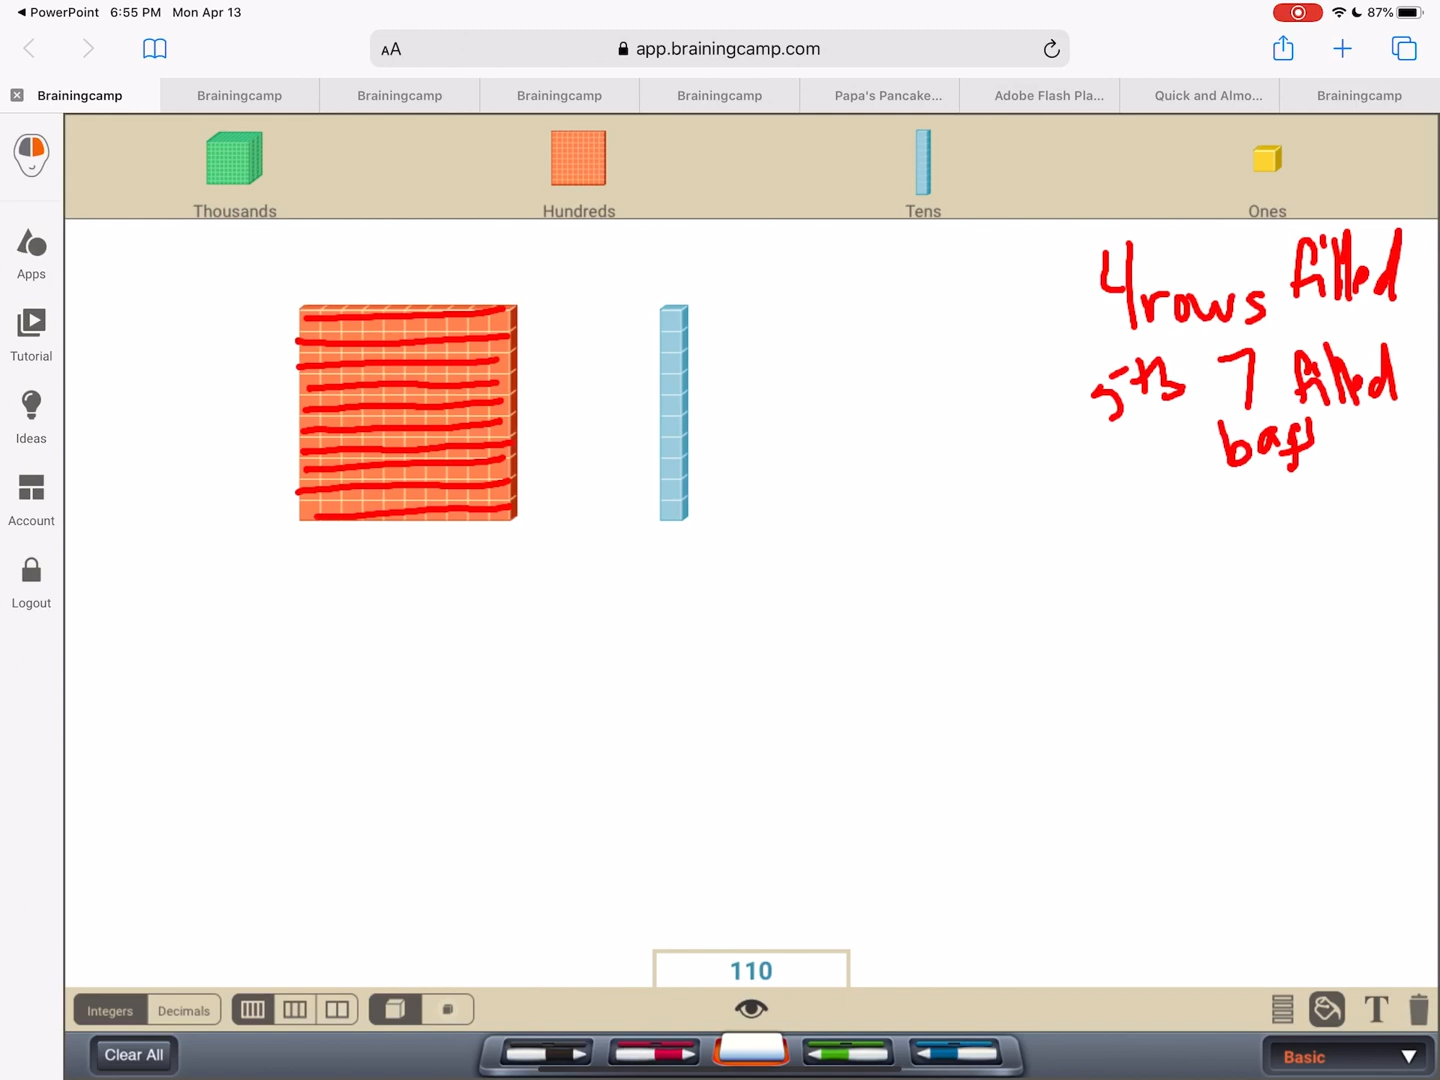 PowerPoint 6:55 PM Mon Apr 13 87%
AA app.brainingcamp.com
Brainingcamp Brainingcamp Brainingcamp Brainingcamp Brainingcamp Papa's Pancake... Adobe Flash Pla... Quick and Almo... Brainingcamp
Thousands Hundreds Tens Ones
Apps
Tutorial
Ideas
Account
Logout
4 rows filled
5th 7 filled
110
Integers Decimals
T
Clear All
Basic